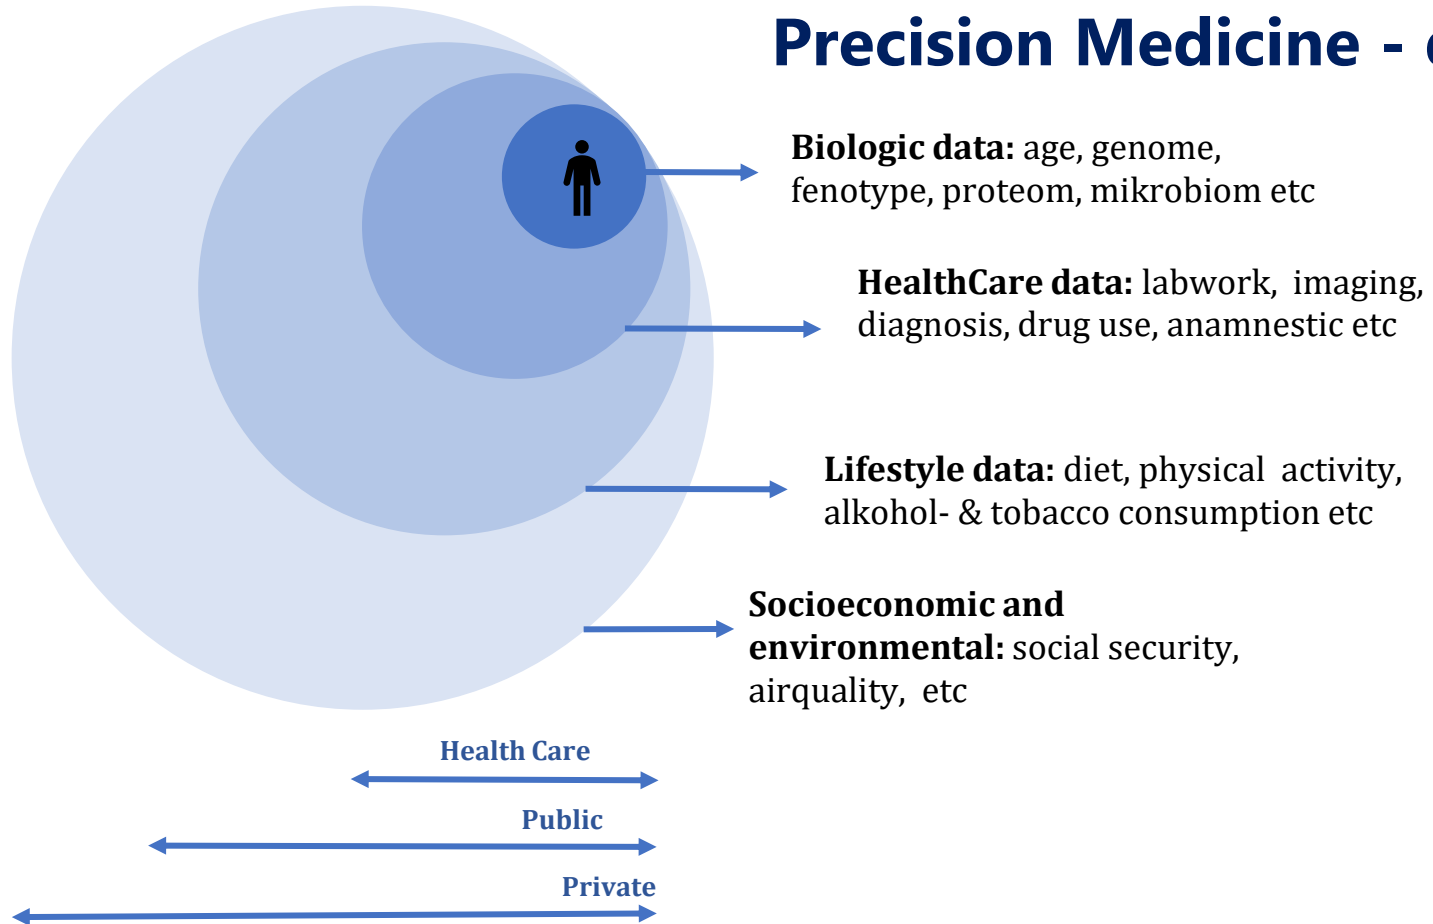 Precision Medicine -
Biologic data: age, genome,
fenotype, proteom, mikrobiom etc
HealthCare data: labwork, imaging,
diagnosis, drug use, anamnestic etc
Lifestyle data: diet, physical activity,
alkohol- & tobacco consumption etc
Socioeconomic and
environmental: social security,
airquality, etc
Health Care
Public
Private